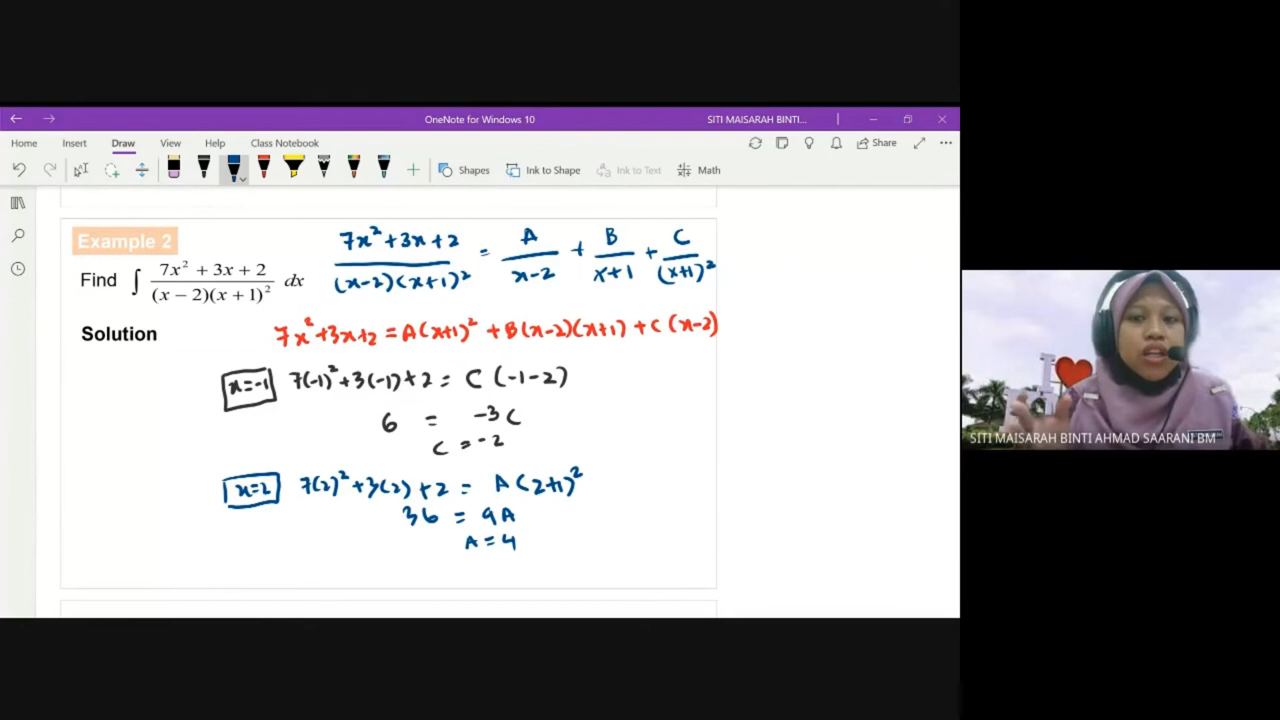 OneNote for Windows 10
SITI MAISARAH BINTI...
Home Insert Draw View Help Class Notebook
Share
Shapes Ink to Shape Ink to Text Math
Example 2
Find ∫ (7x² + 3x + 2)/((x − 2)(x + 1)²) dx
(7x² + 3x + 2)/((x-2)(x+1)²) = A/(x-2) + B/(x+1) + C/(x+1)²
Solution
7x² + 3x + 2 = A(x+1)² + B(x-2)(x+1) + C(x-2)
x=-1 7(-1)² + 3(-1) + 2 = C(-1-2)
6 = -3C
C = -2
x=2 7(2)² + 3(2) + 2 = A(2+1)²
36 = 9A
A = 4
SITI MAISARAH BINTI AHMAD SAARANI BM